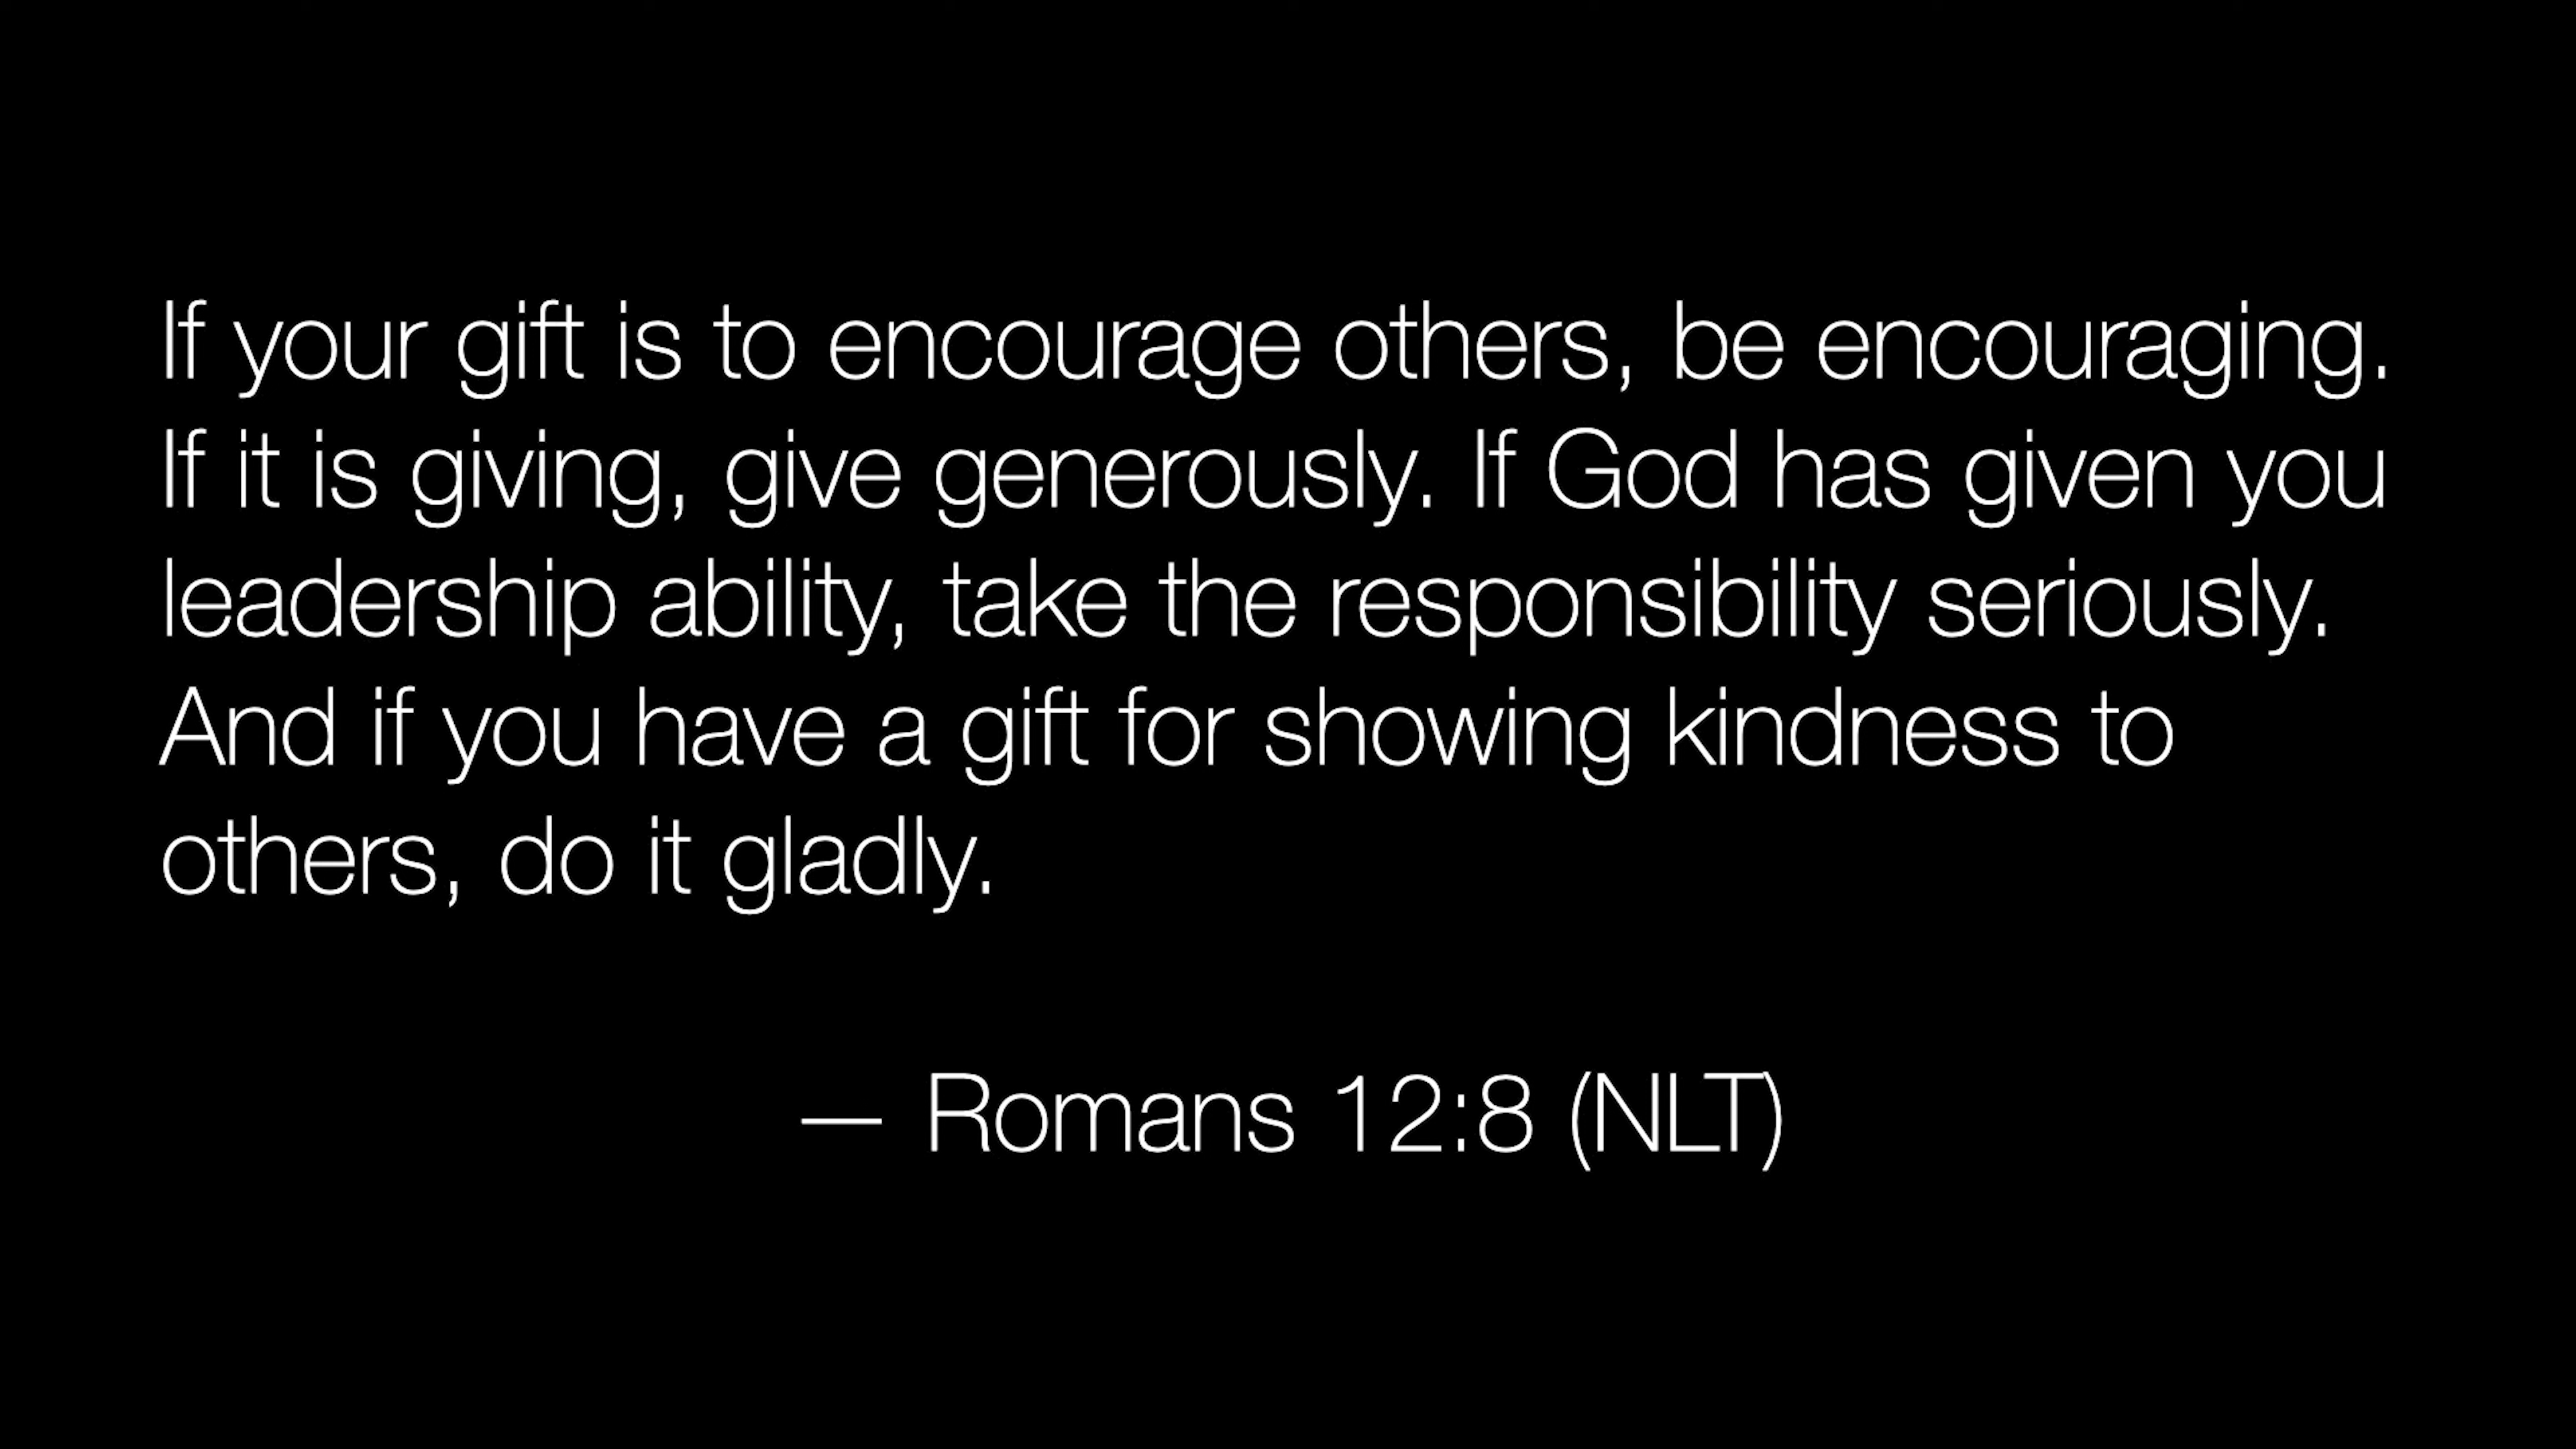 If your gift is to encourage others, be encouraging.
If it is giving, give generously. If God has given you
leadership ability, take the responsibility seriously.
And if you have a gift for showing kindness to
others, do it gladly.
— Romans 12:8 (NLT)